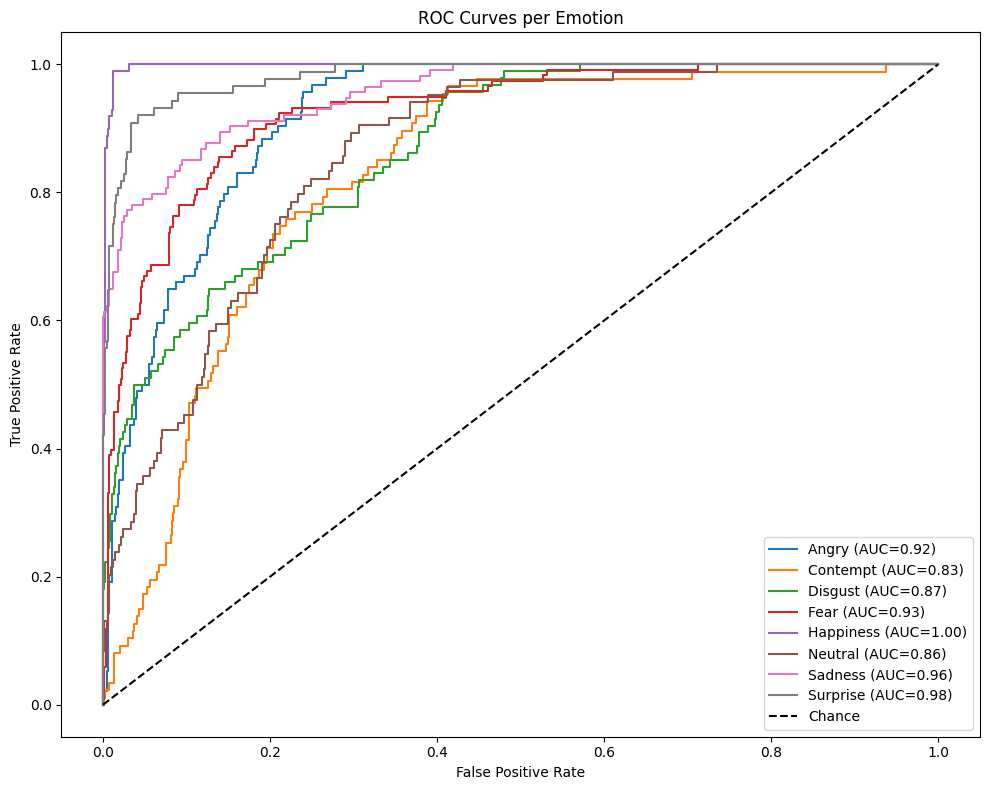 ROC Curves per Emotion
True Positive Rate
1.0
0.8
0.6
0.4
0.2
0.0
0.0 0.2 0.4 0.6 0.8 1.0
False Positive Rate
Angry (AUC=0.92)
Contempt (AUC=0.83)
Disgust (AUC=0.87)
Fear (AUC=0.93)
Happiness (AUC=1.00)
Neutral (AUC=0.86)
Sadness (AUC=0.96)
Surprise (AUC=0.98)
Chance